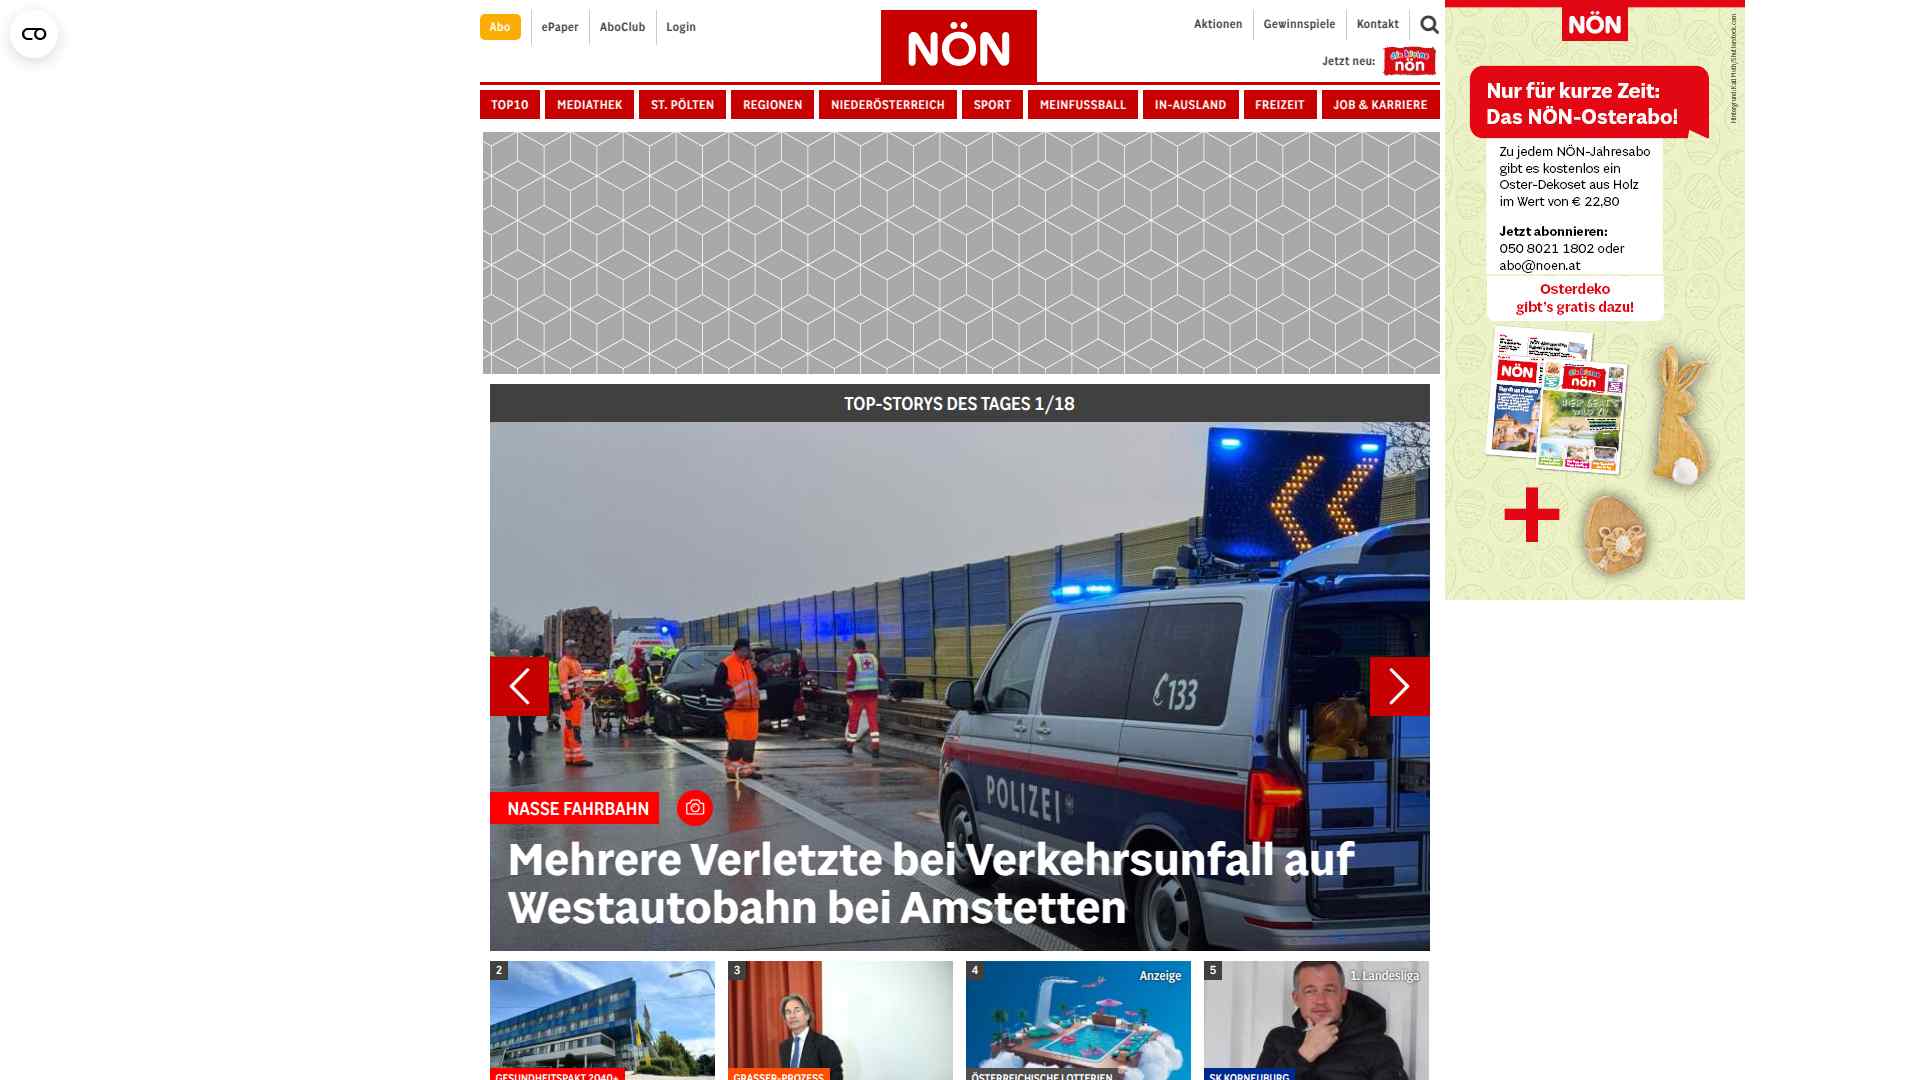 Abo
ePaper
AboClub
Login
NÖN
Aktionen
Gewinnspiele
Kontakt
Jetzt neu:
die kleine
nön
TOP10
MEDIATHEK
ST. PÖLTEN
REGIONEN
NIEDERÖSTERREICH
SPORT
MEINFUSSBALL
IN-AUSLAND
FREIZEIT
JOB & KARRIERE
TOP-STORYS DES TAGES 1/18
133
POLIZEI
NASSE FAHRBAHN
Mehrere Verletzte bei Verkehrsunfall auf
Westautobahn bei Amstetten
2
GESUNDHEITSPAKT 2040+
3
GRASSER-PROZESS
4
Anzeige
ÖSTERREICHISCHE LOTTERIEN
5
1. Landesliga
SK KORNEUBURG
NÖN
Nur für kurze Zeit:
Das NÖN-Osterabo!
Zu jedem NÖN-Jahresabo
gibt es kostenlos ein
Oster-Dekoset aus Holz
im Wert von € 22,80
Jetzt abonnieren:
050 8021 1802 oder
abo@noen.at
Osterdeko
gibt's gratis dazu!
NÖN
die kleine
nön